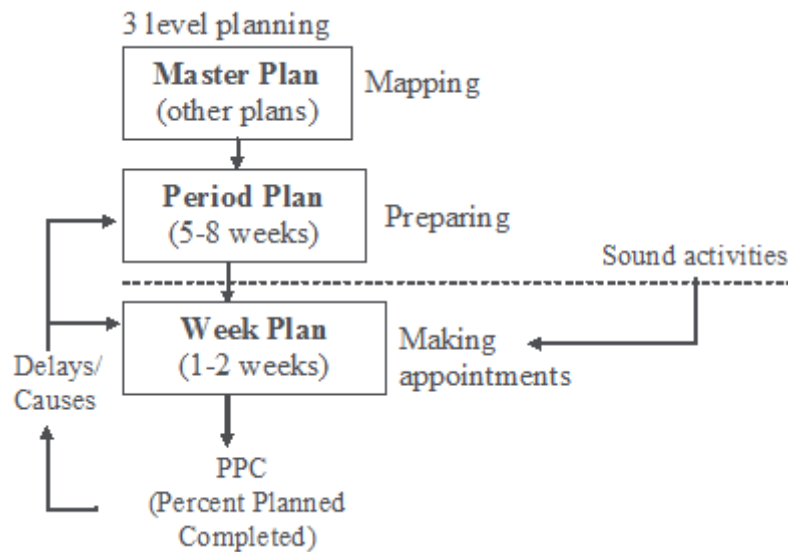 3 level planning
Master Plan
(other plans)
Mapping
Period Plan
(5-8 weeks)
Preparing
Sound activities
Week Plan
(1-2 weeks)
Making
appointments
Delays/
Causes
PPC
(Percent Planned
Completed)